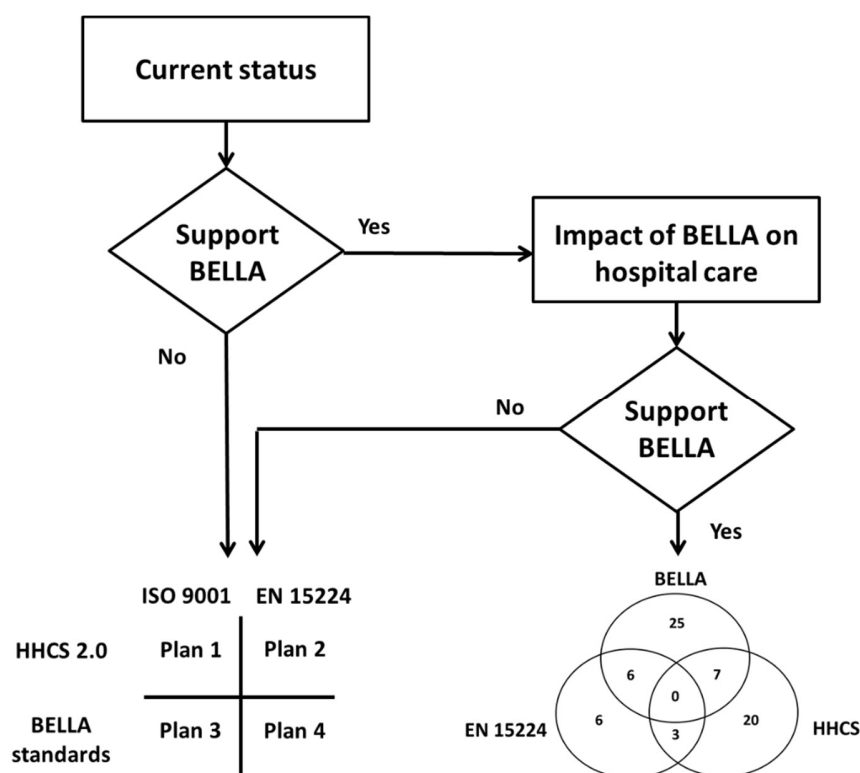 Current status
Support
BELLA
Yes
Impact of BELLA on
hospital care
No
No
Support
BELLA
Yes
ISO 9001 EN 15224
HHCS 2.0 Plan 1 Plan 2
BELLA
standards Plan 3 Plan 4
BELLA
25
6 7
0
EN 15224 6 3 20 HHCS